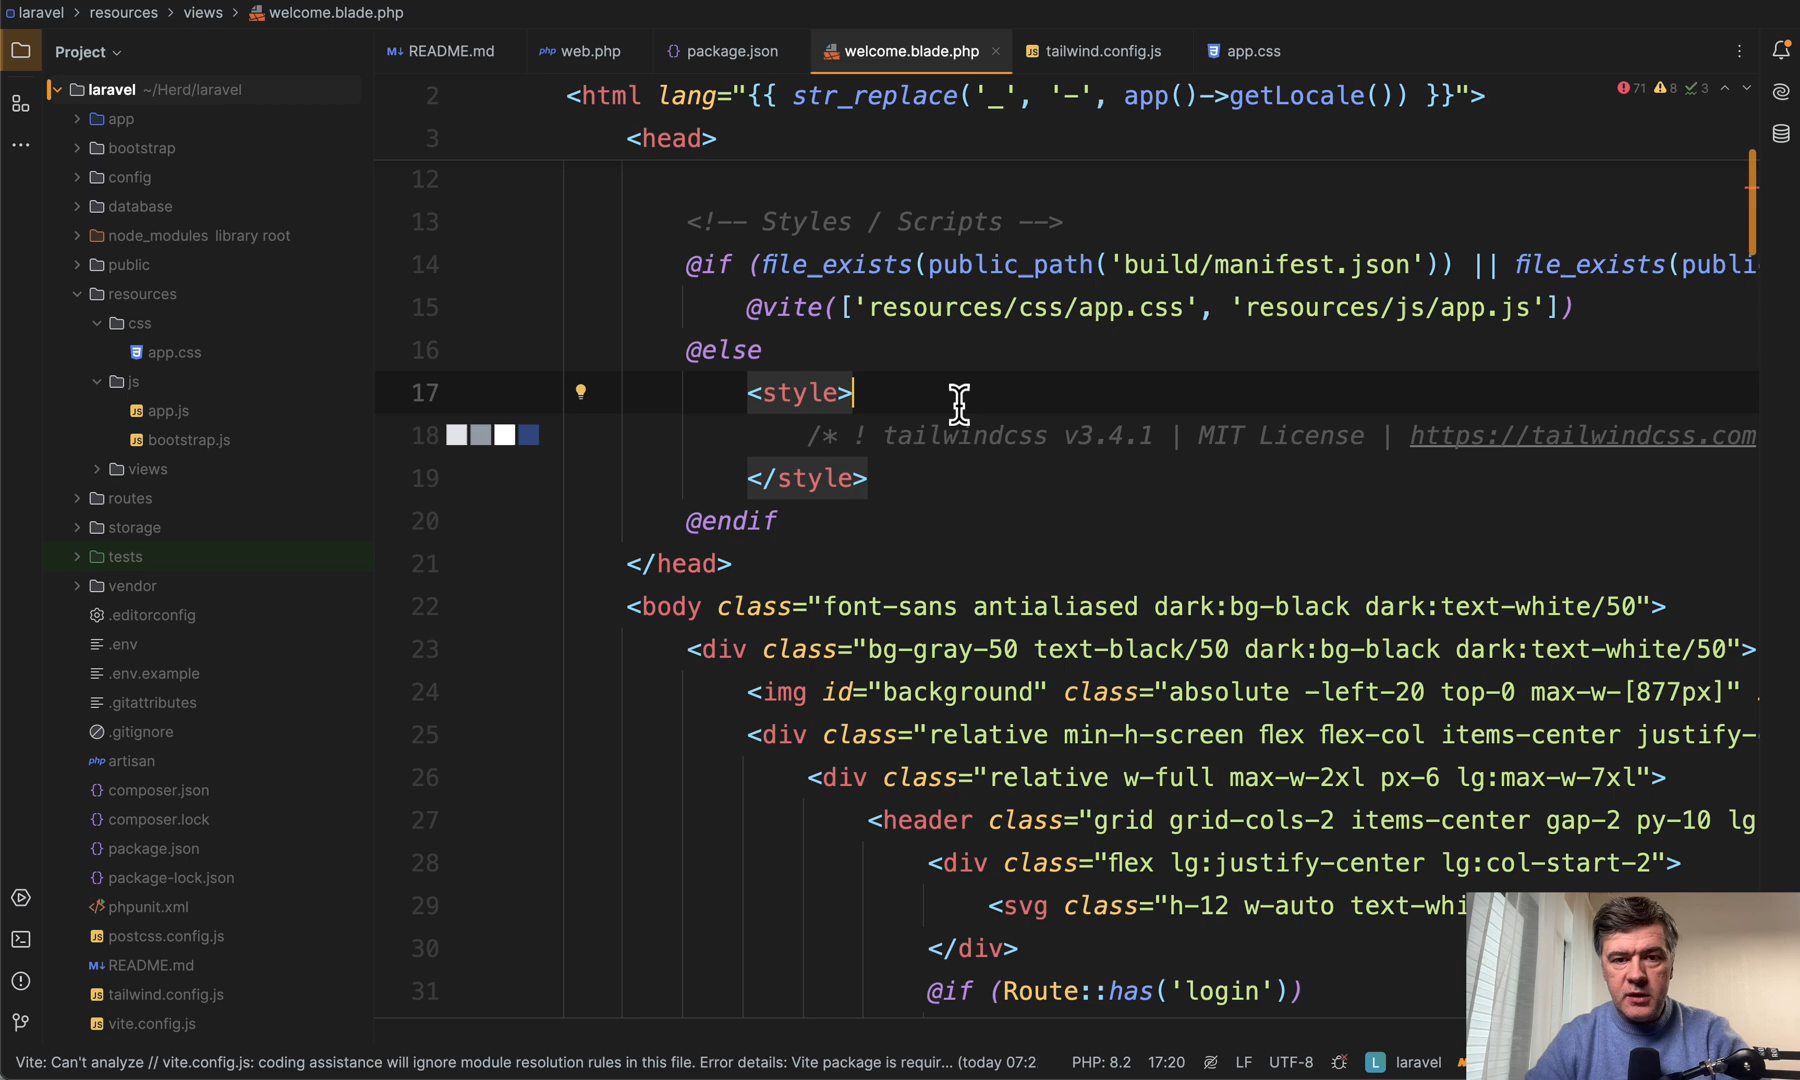 laravel > resources > views > welcome.blade.php
Project
README.md
web.php
package.json
welcome.blade.php
tailwind.config.js
app.css
laravel ~/Herd/laravel
app
bootstrap
config
database
node_modules library root
public
resources
css
app.css
js
app.js
bootstrap.js
views
routes
storage
tests
vendor
.editorconfig
.env
.env.example
.gitattributes
.gitignore
php artisan
composer.json
composer.lock
package.json
package-lock.json
phpunit.xml
postcss.config.js
README.md
tailwind.config.js
vite.config.js
71 8 3
2 <html lang="{{ str_replace('_', '-', app()->getLocale()) }}">
3 <head>
12
13 <!-- Styles / Scripts -->
14 @if (file_exists(public_path('build/manifest.json')) || file_exists(publi
15 @vite(['resources/css/app.css', 'resources/js/app.js'])
16 @else
17 <style>
18 /* ! tailwindcss v3.4.1 | MIT License | https://tailwindcss.com
19 </style>
20 @endif
21 </head>
22 <body class="font-sans antialiased dark:bg-black dark:text-white/50">
23 <div class="bg-gray-50 text-black/50 dark:bg-black dark:text-white/50">
24 <img id="background" class="absolute -left-20 top-0 max-w-[877px]"
25 <div class="relative min-h-screen flex flex-col items-center justify-
26 <div class="relative w-full max-w-2xl px-6 lg:max-w-7xl">
27 <header class="grid grid-cols-2 items-center gap-2 py-10 lg
28 <div class="flex lg:justify-center lg:col-start-2">
29 <svg class="h-12 w-auto text-whi
30 </div>
31 @if (Route::has('login'))
Vite: Can't analyze // vite.config.js: coding assistance will ignore module resolution rules in this file. Error details: Vite package is requir... (today 07:2
PHP: 8.2 17:20 LF UTF-8 L laravel